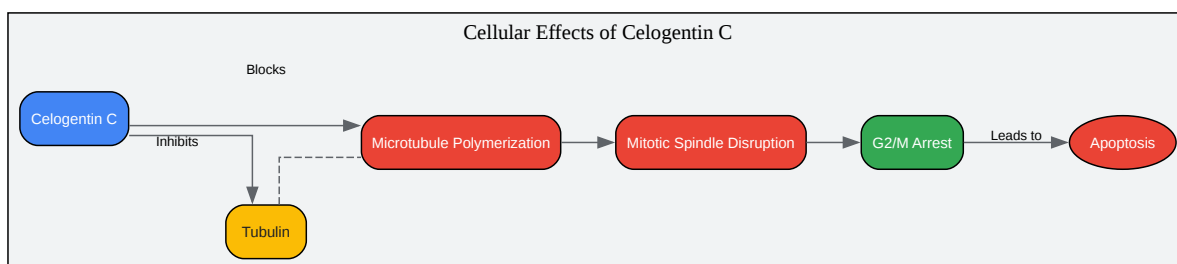 Cellular Effects of Celogentin C
Blocks
Celogentin C
Inhibits
Microtubule Polymerization
Mitotic Spindle Disruption
G2/M Arrest
Leads to
Apoptosis
Tubulin